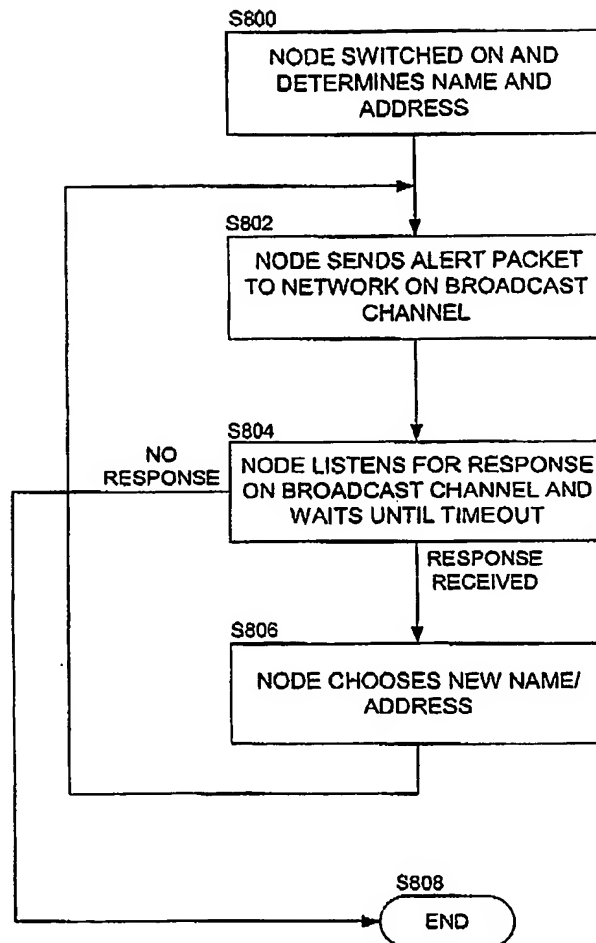 S800
NODE SWITCHED ON AND
DETERMINES NAME AND
ADDRESS
S802
NODE SENDS ALERT PACKET
TO NETWORK ON BROADCAST
CHANNEL
S804
NO
RESPONSE
NODE LISTENS FOR RESPONSE
ON BROADCAST CHANNEL AND
WAITS UNTIL TIMEOUT
RESPONSE
RECEIVED
S806
NODE CHOOSES NEW NAME/
ADDRESS
S808
END